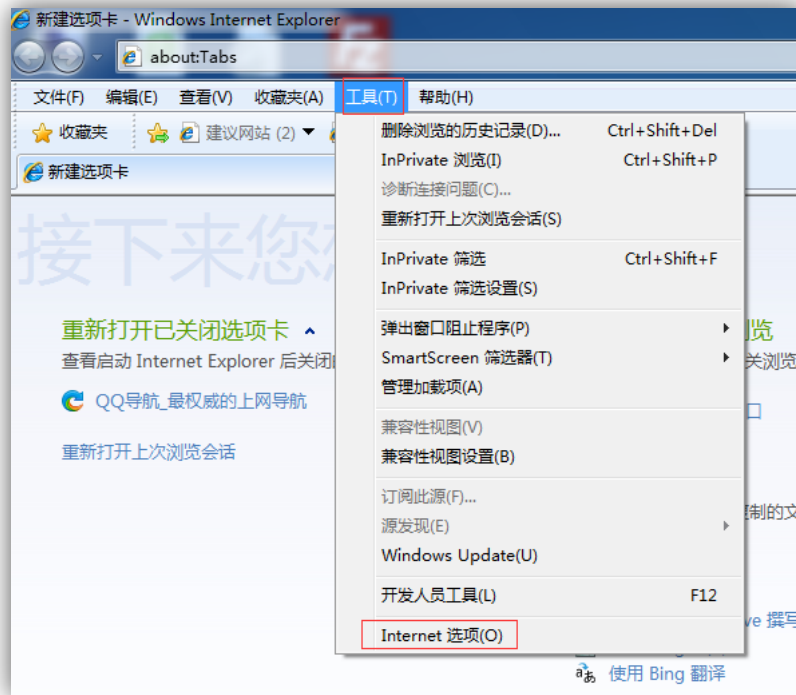 新建选项卡 - Windows Internet Explorer
about:Tabs
文件(F) 编辑(E) 查看(V) 收藏夹(A) 工具(T) 帮助(H)
收藏夹 建议网站 (2)
新建选项卡
删除浏览的历史记录(D)... Ctrl+Shift+Del
InPrivate 浏览(I) Ctrl+Shift+P
诊断连接问题(C)...
重新打开上次浏览会话(S)
InPrivate 筛选 Ctrl+Shift+F
InPrivate 筛选设置(S)
弹出窗口阻止程序(P)
SmartScreen 筛选器(T)
管理加载项(A)
兼容性视图(V)
兼容性视图设置(B)
订阅此源(F)...
源发现(E)
Windows Update(U)
开发人员工具(L) F12
Internet 选项(O)
接下来您
重新打开已关闭选项卡
查看启动 Internet Explorer 后关闭
QQ导航_最权威的上网导航
重新打开上次浏览会话
览
关浏览
口
制的文
ve 撰写
使用 Bing 翻译